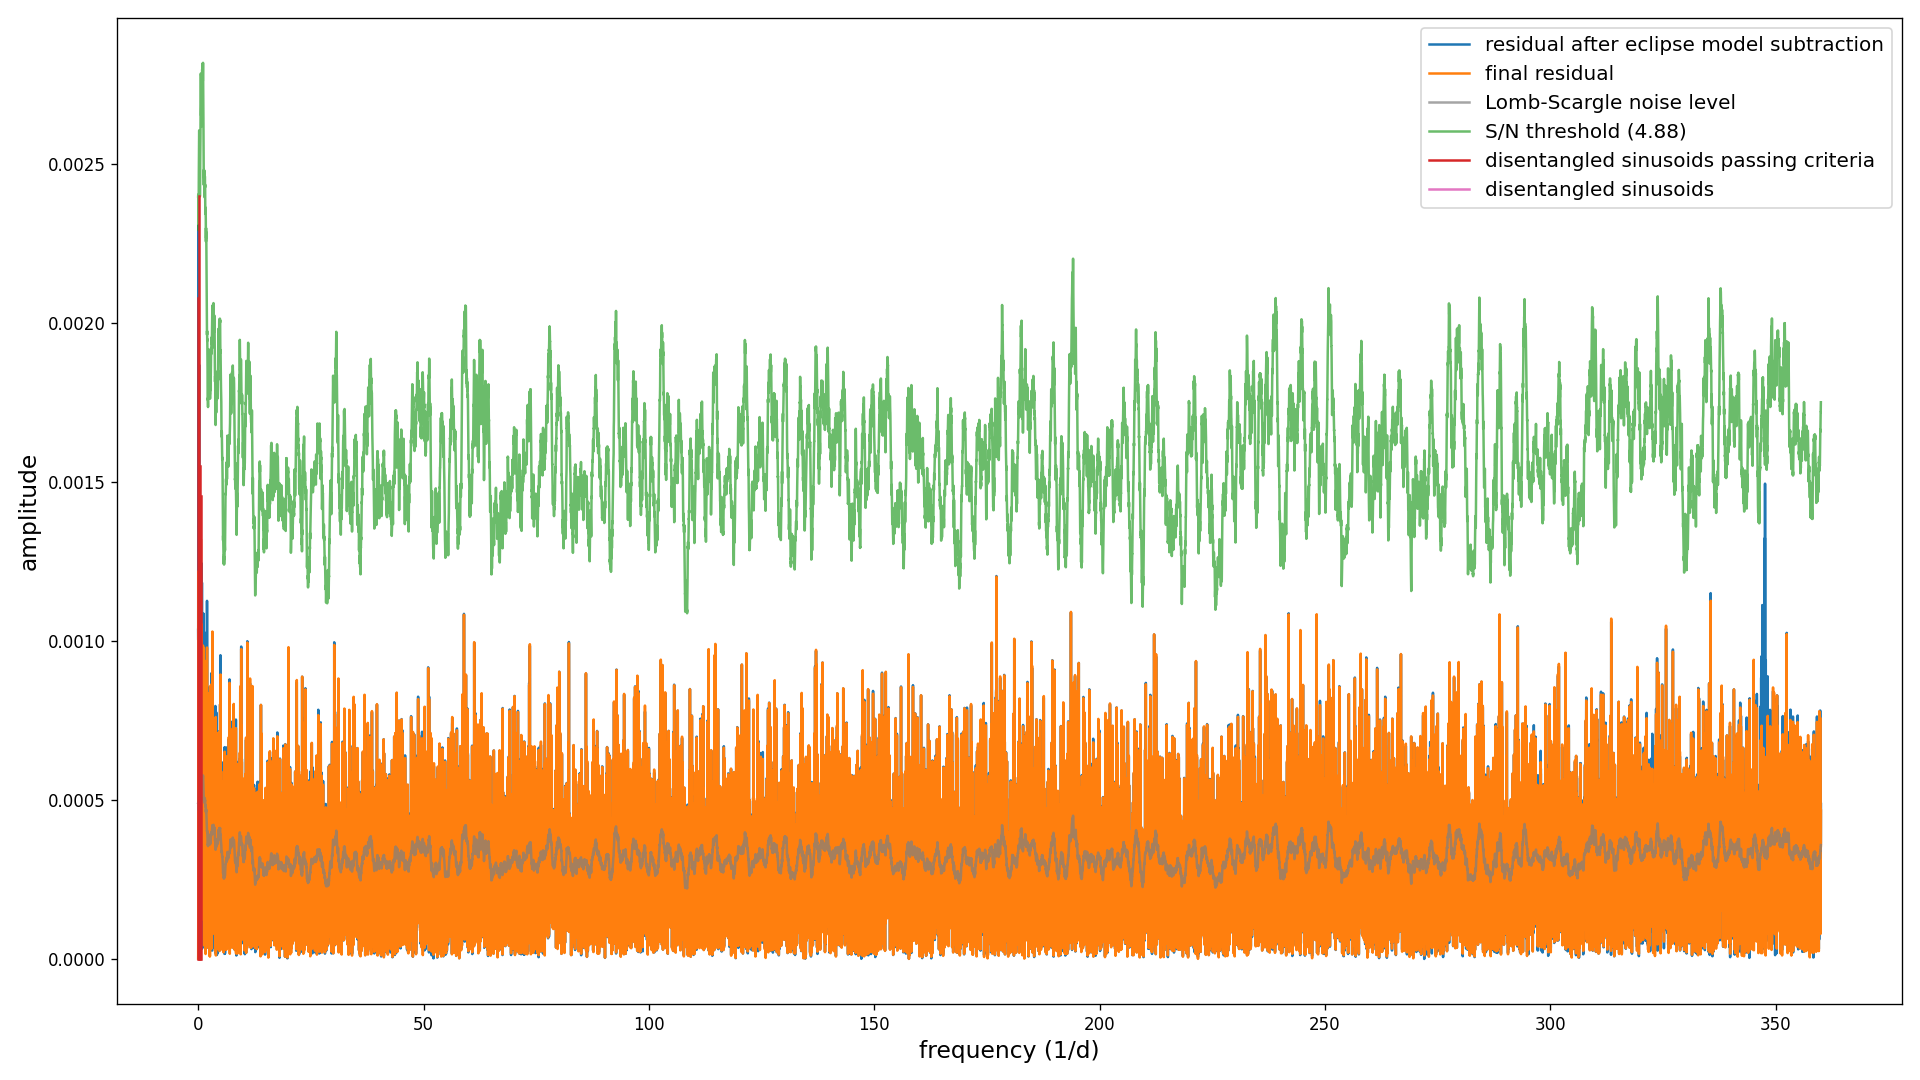 residual after eclipse model subtraction
final residual
Lomb-Scargle noise level
S/N threshold (4.88)
disentangled sinusoids passing criteria
disentangled sinusoids
amplitude
0.0025
0.0020
0.0015
0.0010
0.0005
0.0000
0 50 100 150 200 250 300 350
frequency (1/d)